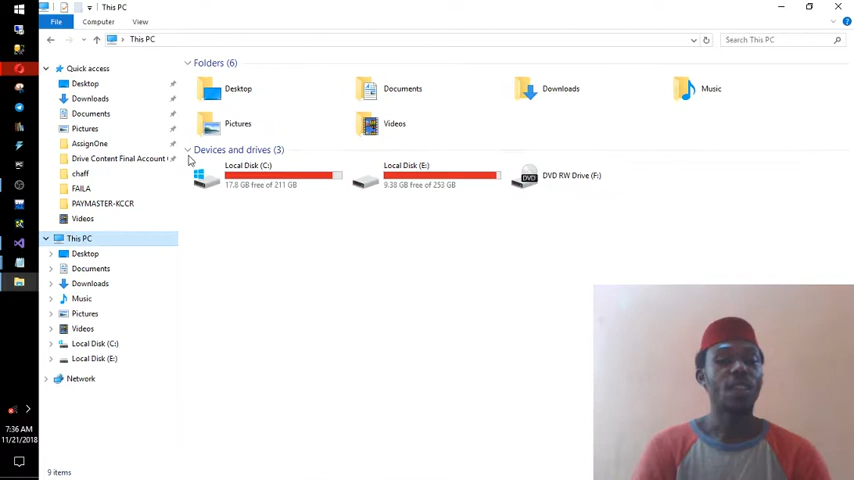 This PC
File
Computer
View
This PC
Search This PC
Quick access
Desktop
Downloads
Documents
Pictures
AssignOne
Drive Content Final Account
chaff
FAILA
PAYMASTER-KCCR
Videos
This PC
Desktop
Documents
Downloads
Music
Pictures
Videos
Local Disk (C:)
Local Disk (E:)
Network
Folders (6)
Desktop
Documents
Downloads
Music
Pictures
Videos
Devices and drives (3)
Local Disk (C:)
17.8 GB free of 211 GB
Local Disk (E:)
9.38 GB free of 253 GB
DVD
DVD RW Drive (F:)
7:36 AM
11/21/2018
9 items